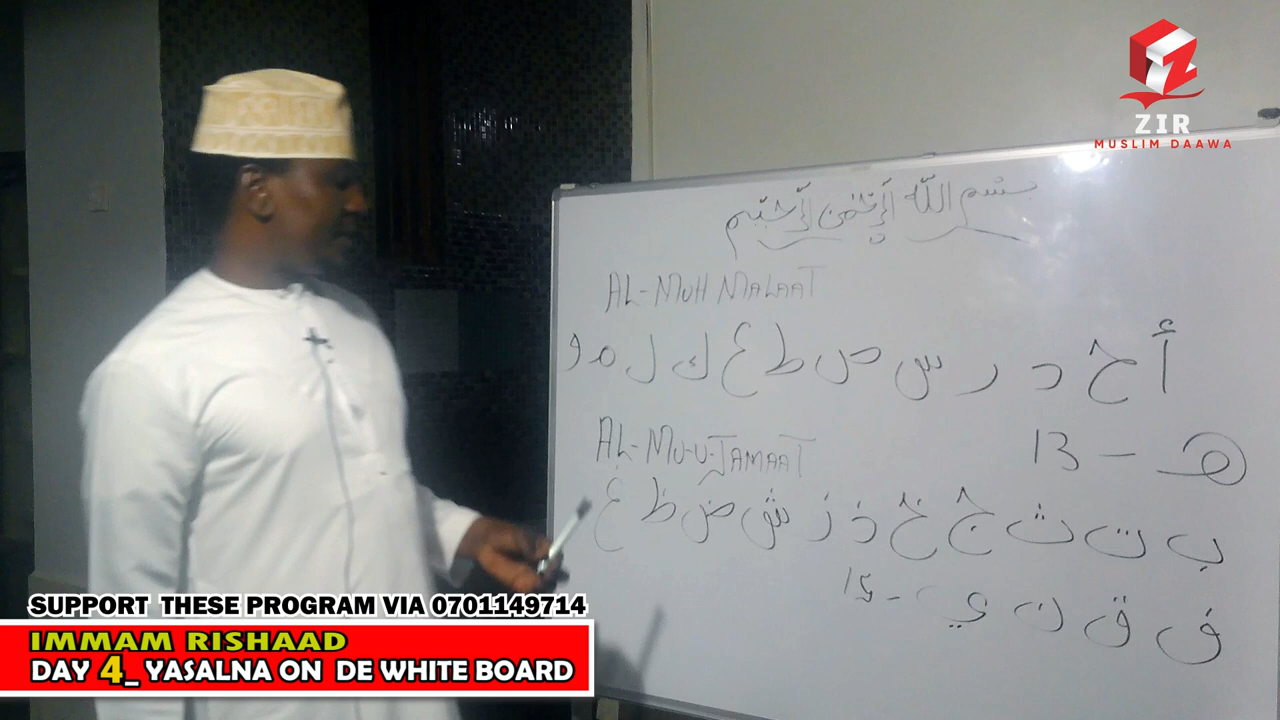 ZIR
MUSLIM DAAWA
بسم الله الرحمن الرحيم
AL-MUHMALAAT
أ ح د ر س ص ط ع ك ل م و
ه - 13
AL-MU-U-JAMAAT
ب ت ث ج خ ذ ز ش ض ظ غ
ف ق ن ي - 15
SUPPORT THESE PROGRAM VIA 0701149714
IMMAM RISHAAD
DAY 4_ YASALNA ON DE WHITE BOARD